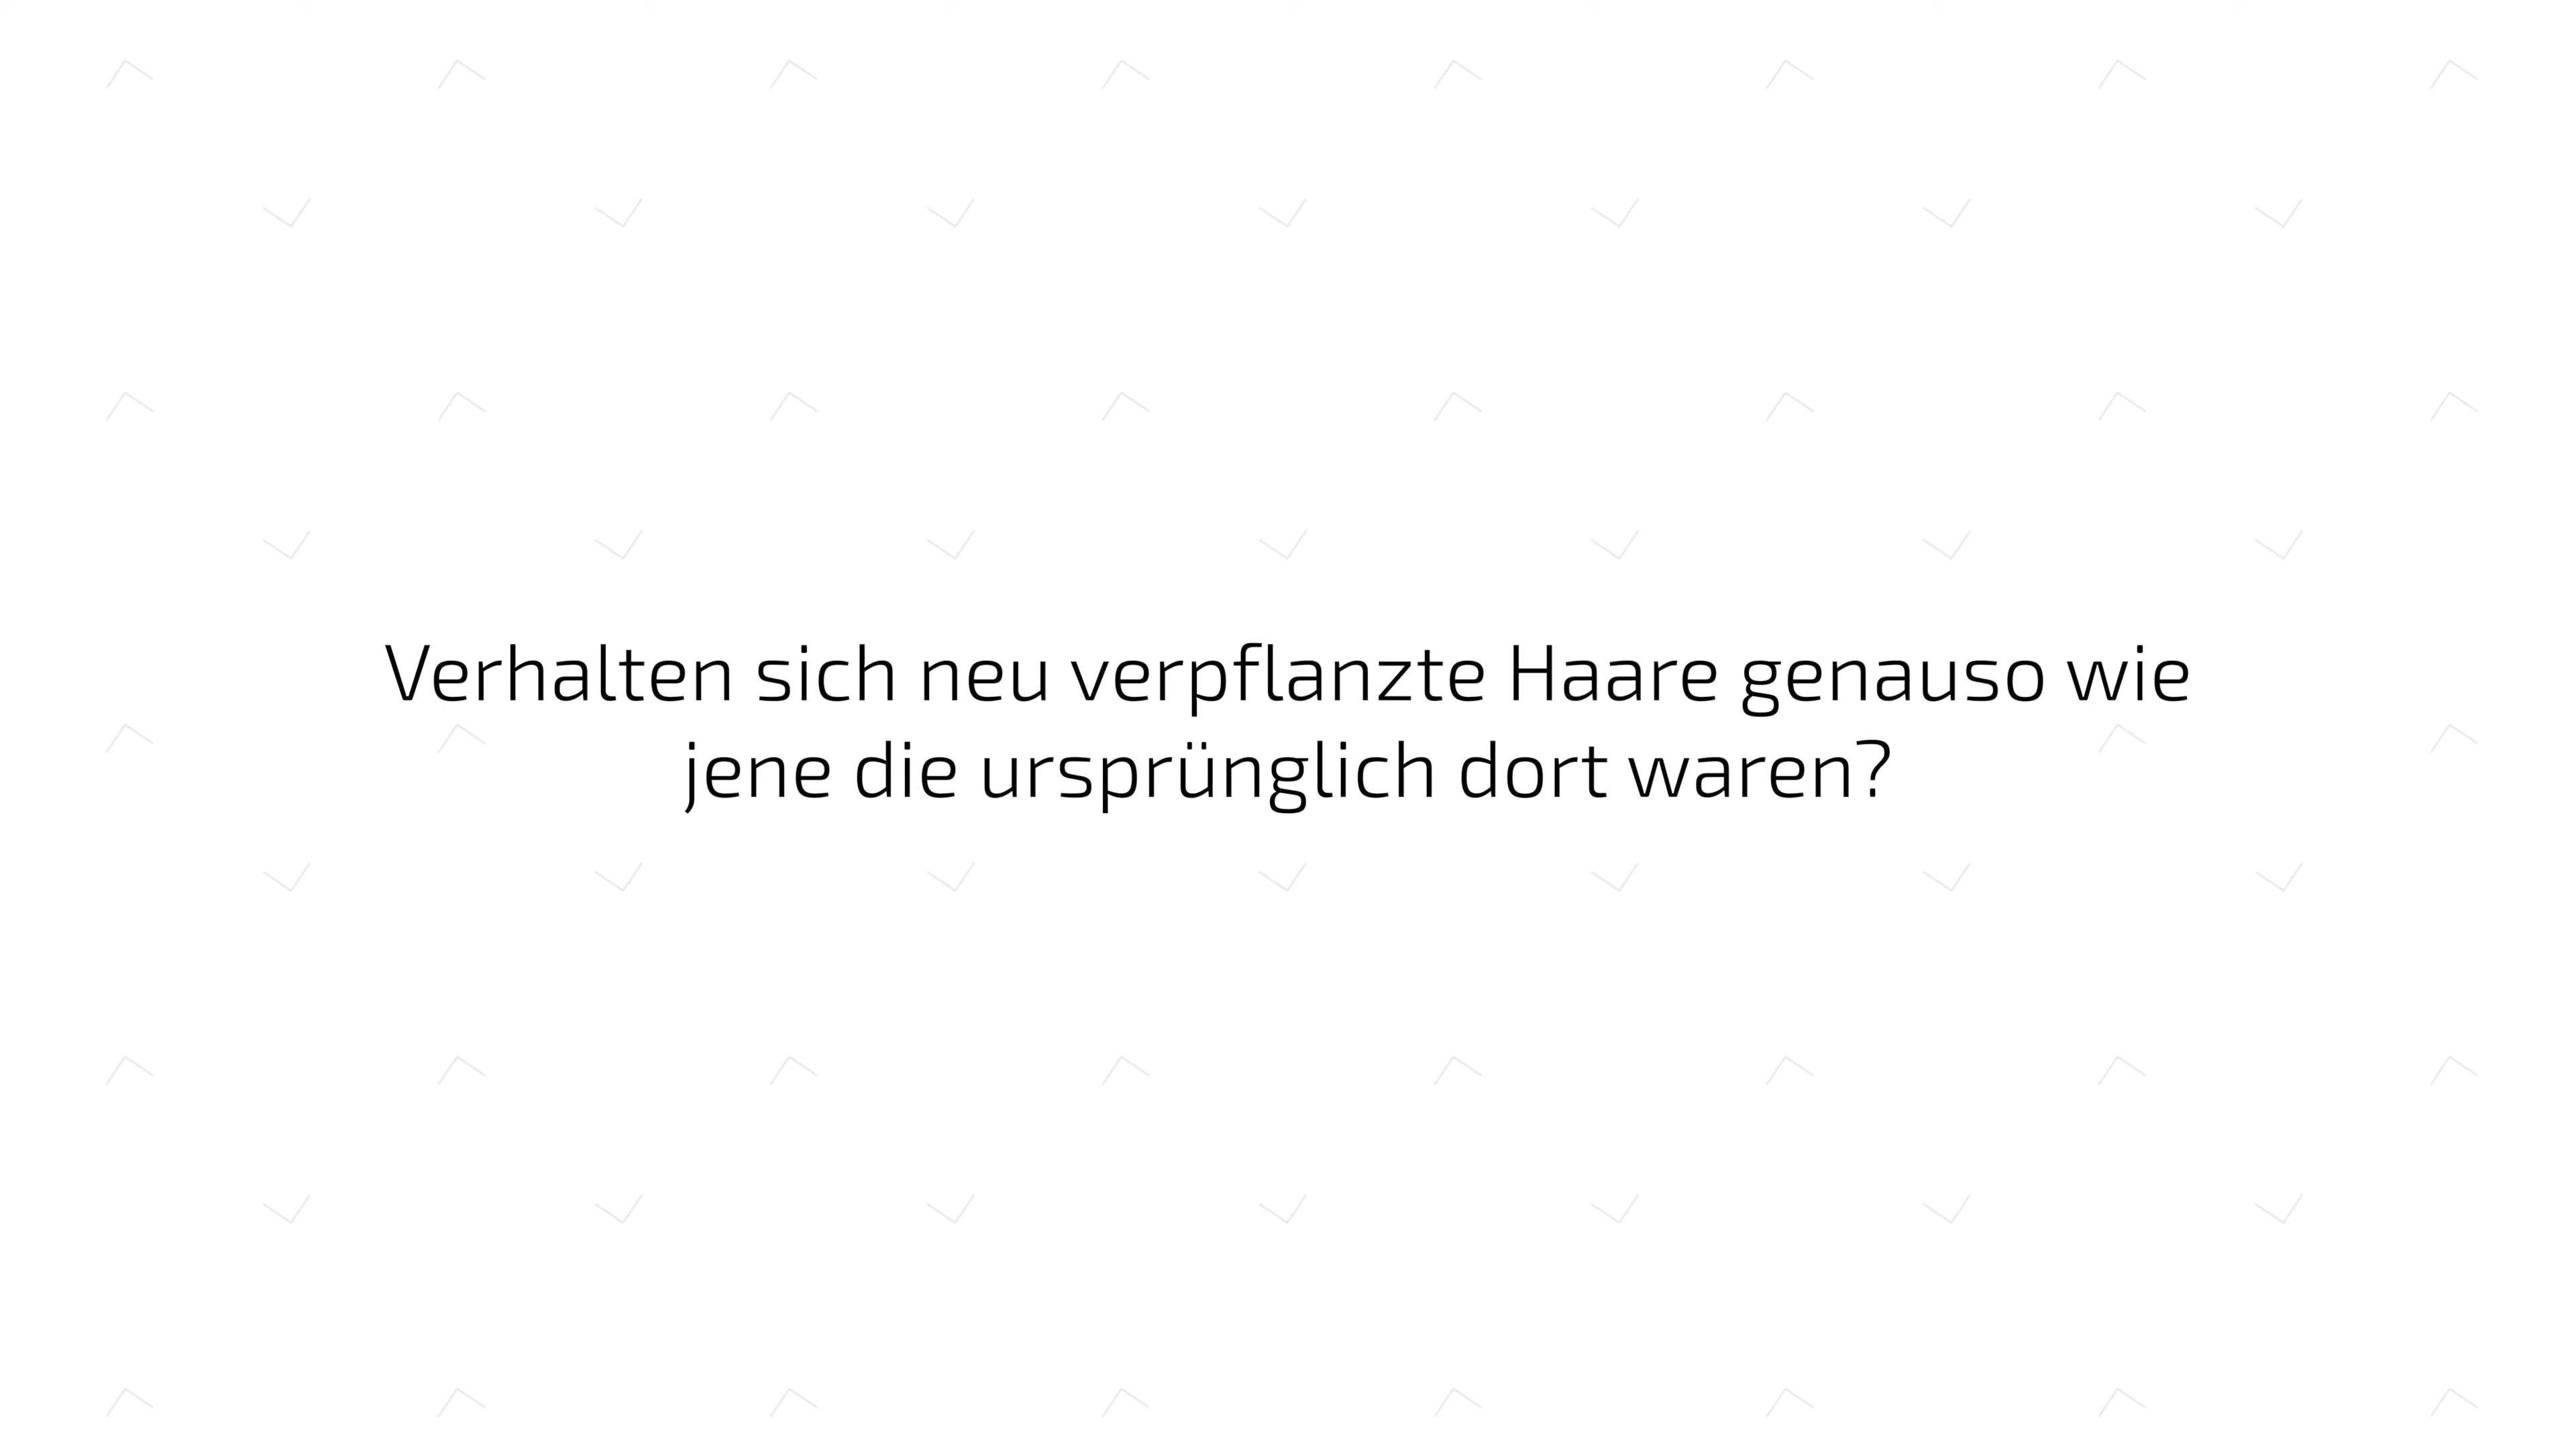 Verhalten sich neu verpflanzte Haare genauso wie
jene die ursprünglich dort waren?